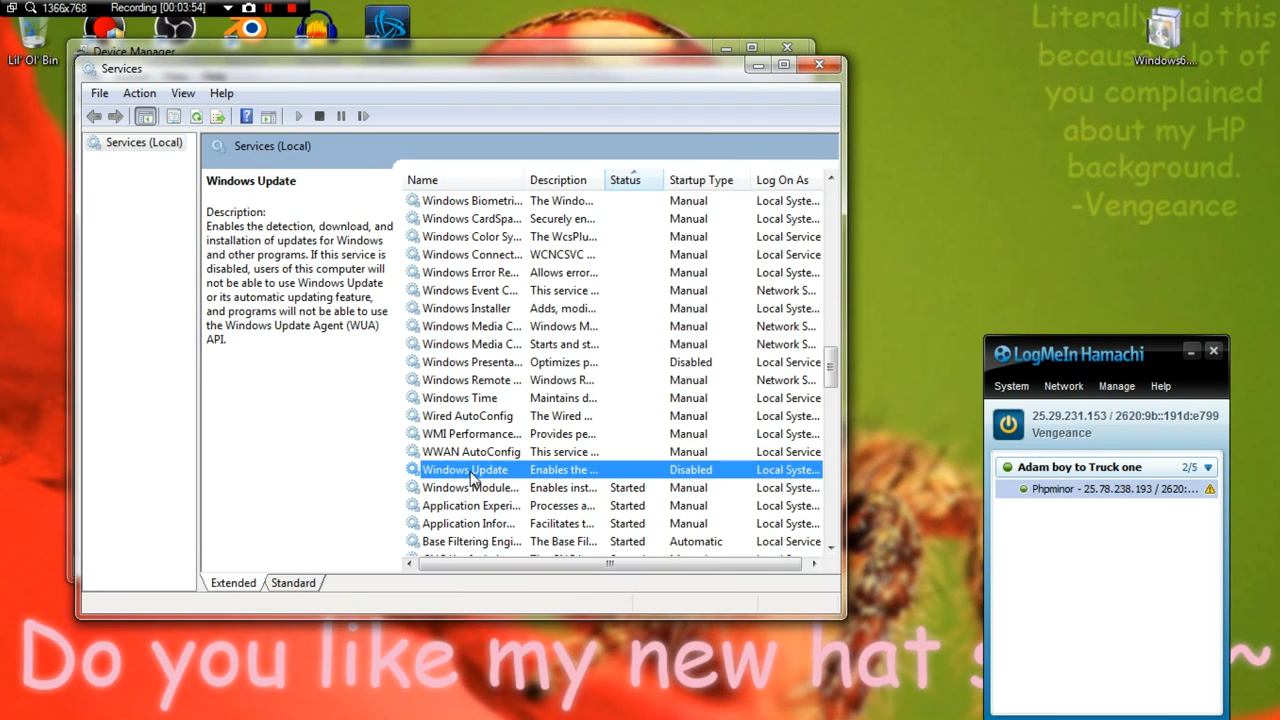 1366x768
Recording [00:03:54]
Lil' Ol' Bin
Windows6....
Literally did this
because a lot of
you complained
about my HP
background.
-Vengeance
Device Manager
Services
File Action View Help
Services (Local)
Services (Local)
Windows Update
Description:
Enables the detection, download, and
installation of updates for Windows
and other programs. If this service is
disabled, users of this computer will
not be able to use Windows Update
or its automatic updating feature,
and programs will not be able to use
the Windows Update Agent (WUA)
API.
Name Description Status Startup Type Log On As
Windows Biometri... The Windo... Manual Local Syste...
Windows CardSpa... Securely en... Manual Local Syste...
Windows Color Sy... The WcsPlu... Manual Local Service
Windows Connect... WCNCSVC ... Manual Local Service
Windows Error Re... Allows error... Manual Local Syste...
Windows Event C... This service ... Manual Network S...
Windows Installer Adds, modi... Manual Local Syste...
Windows Media C... Windows M... Manual Network S...
Windows Media C... Starts and st... Manual Network S...
Windows Presenta... Optimizes p... Disabled Local Service
Windows Remote ... Windows R... Manual Network S...
Windows Time Maintains d... Manual Local Service
Wired AutoConfig The Wired ... Manual Local Syste...
WMI Performance... Provides pe... Manual Local Syste...
WWAN AutoConfig This service ... Manual Local Service
Windows Update Enables the ... Disabled Local Syste...
Windows Module... Enables inst... Started Manual Local Syste...
Application Experi... Processes a... Started Manual Local Syste...
Application Infor... Facilitates t... Started Manual Local Syste...
Base Filtering Engi... The Base Fil... Started Automatic Local Service
Extended Standard
LogMeIn Hamachi
System Network Manage Help
25.29.231.153 / 2620:9b::191d:e799
Vengeance
Adam boy to Truck one 2/5
Phpminor - 25.78.238.193 / 2620:...
Do you like my new hat s ~